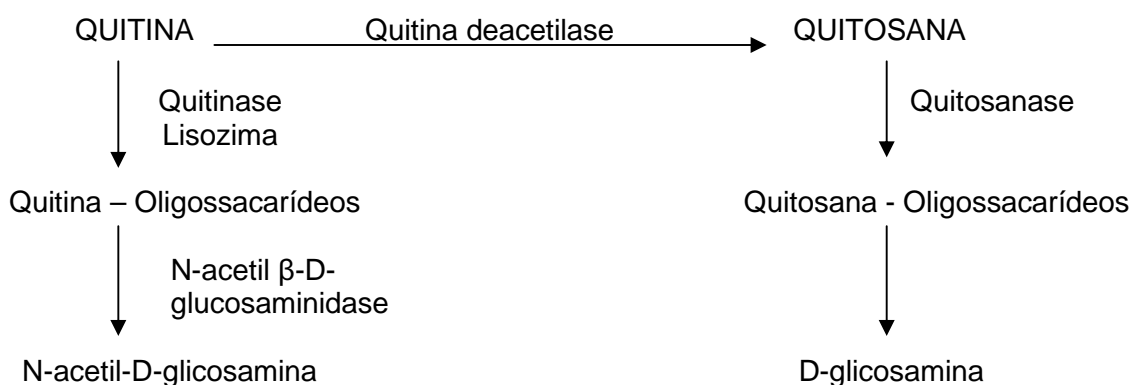 QUITINA
Quitina deacetilase
QUITOSANA
Quitinase
Lisozima
Quitosanase
Quitina – Oligossacarídeos
Quitosana - Oligossacarídeos
N-acetil β-D-
glucosaminidase
N-acetil-D-glicosamina
D-glicosamina